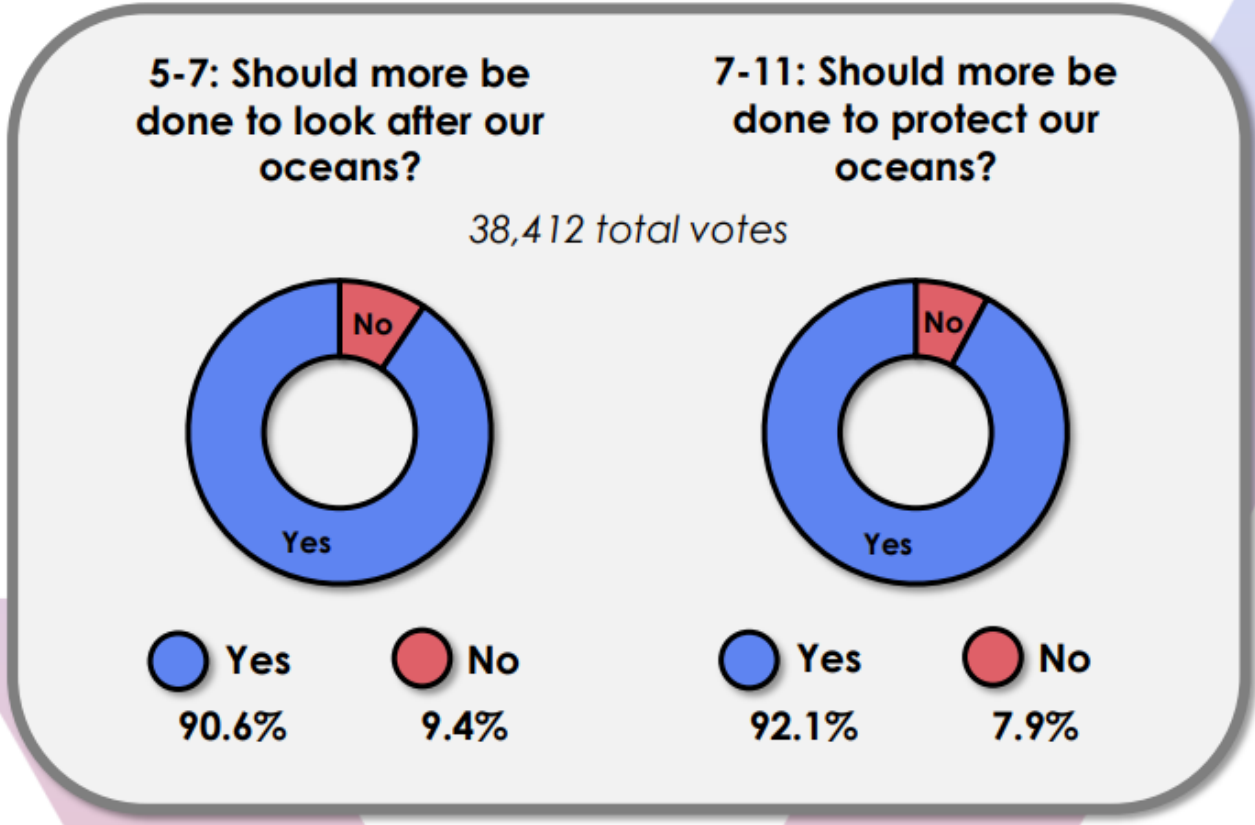 5-7: Should more be
done to look after our
oceans?
7-11: Should more be
done to protect our
oceans?
38,412 total votes
No
Yes
No
Yes
Yes
No
90.6%
9.4%
Yes
No
92.1%
7.9%